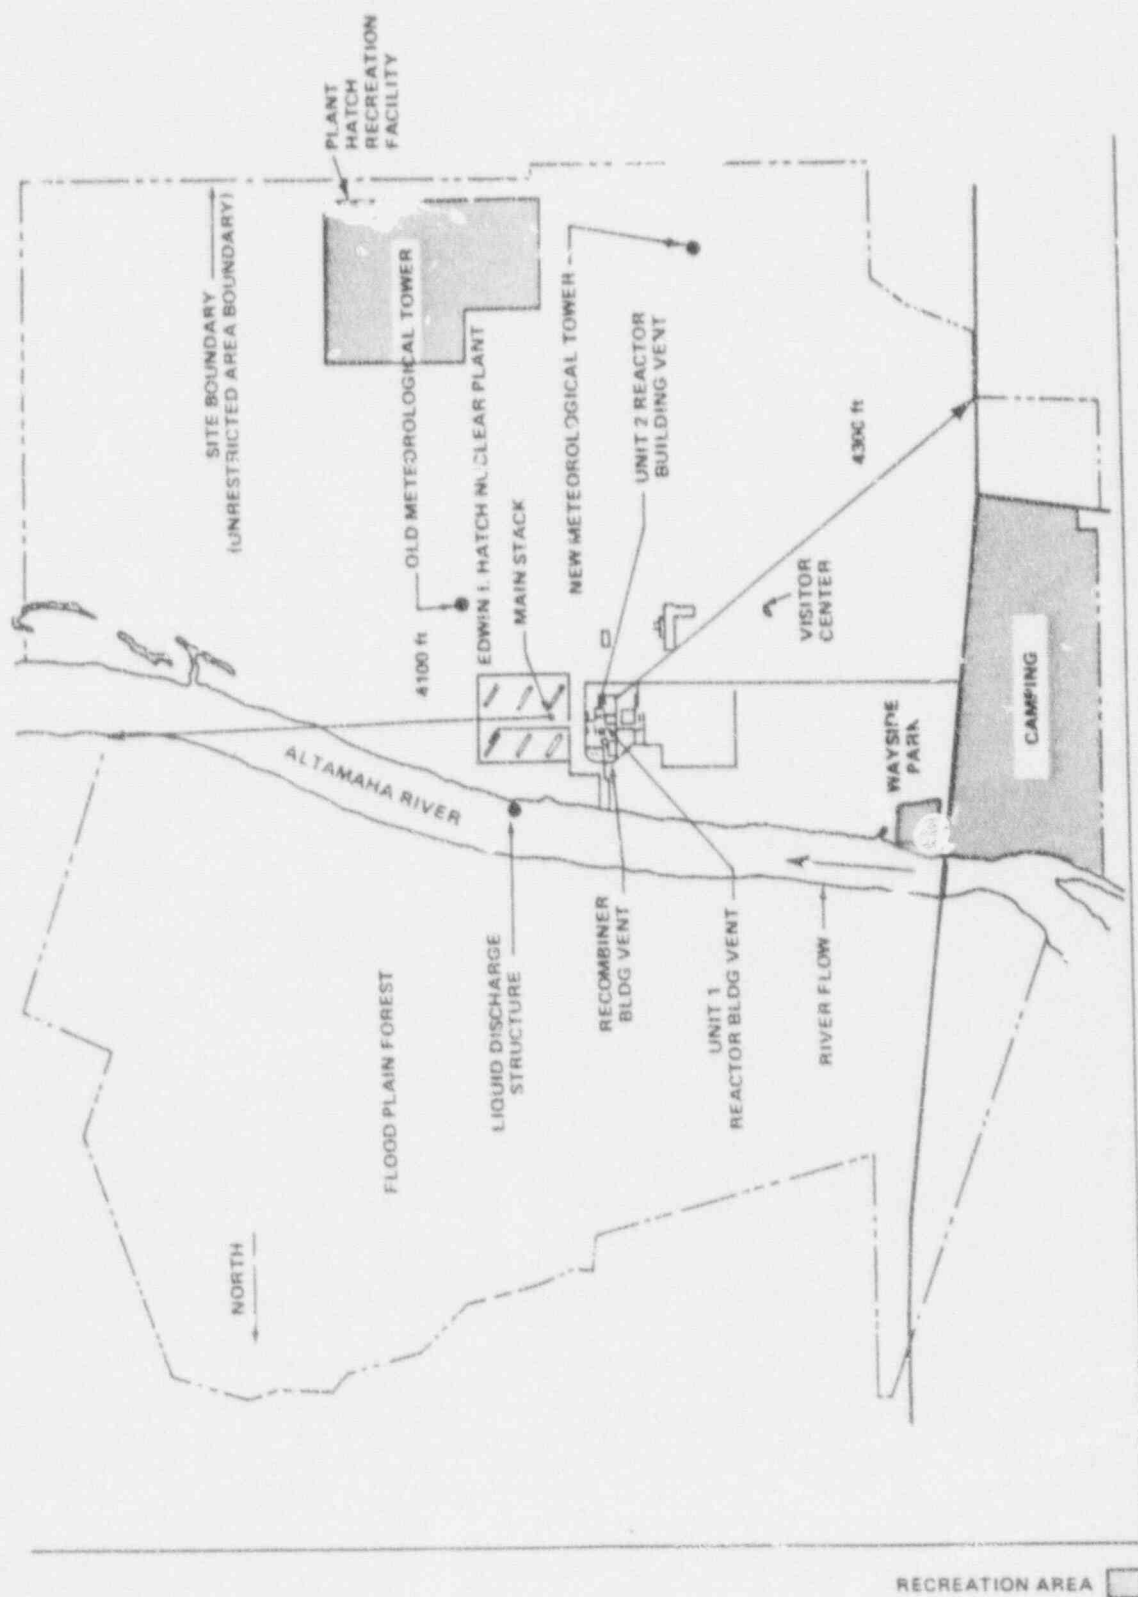 PLANT
HATCH
RECREATION
FACILITY
SITE BOUNDARY
(UNRESTRICTED AREA BOUNDARY)
OLD METEOROLOGICAL TOWER
EDWIN I. HATCH NUCLEAR PLANT
MAIN STACK
NEW METEOROLOGICAL TOWER
UNIT 2 REACTOR
BUILDING VENT
4100 ft
4300 ft
VISITOR
CENTER
ALTAMAHA RIVER
WAYSIDE
PARK
CAMPING
LIQUID DISCHARGE
STRUCTURE
RECOMBINER
BLDG VENT
UNIT 1
REACTOR BLDG VENT
RIVER FLOW
FLOOD PLAIN FOREST
NORTH
RECREATION AREA